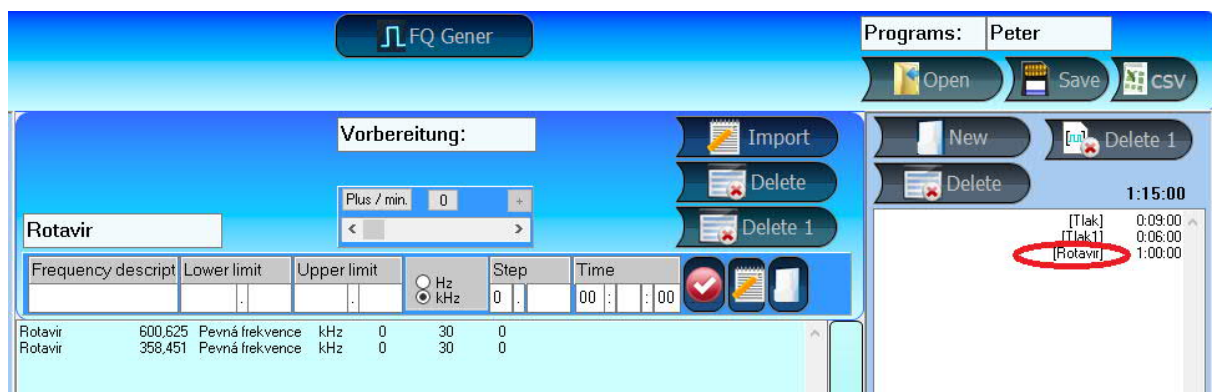 FQ Gener
Programs: Peter
Open Save CSV
Vorbereitung:
Import
New Delete 1
Delete
Delete
1:15:00
Plus / min. 0 +
< >
Delete 1
Rotavir
[Tlak] 0:09:00
[Tlak1] 0:06:00
[Rotavir] 1:00:00
Frequency descript Lower limit Upper limit Hz Step Time
. . kHz 0 . 00 : : 00
Rotavir 600,625 Pevná frekvence kHz 0 30 0
Rotavir 358,451 Pevná frekvence kHz 0 30 0